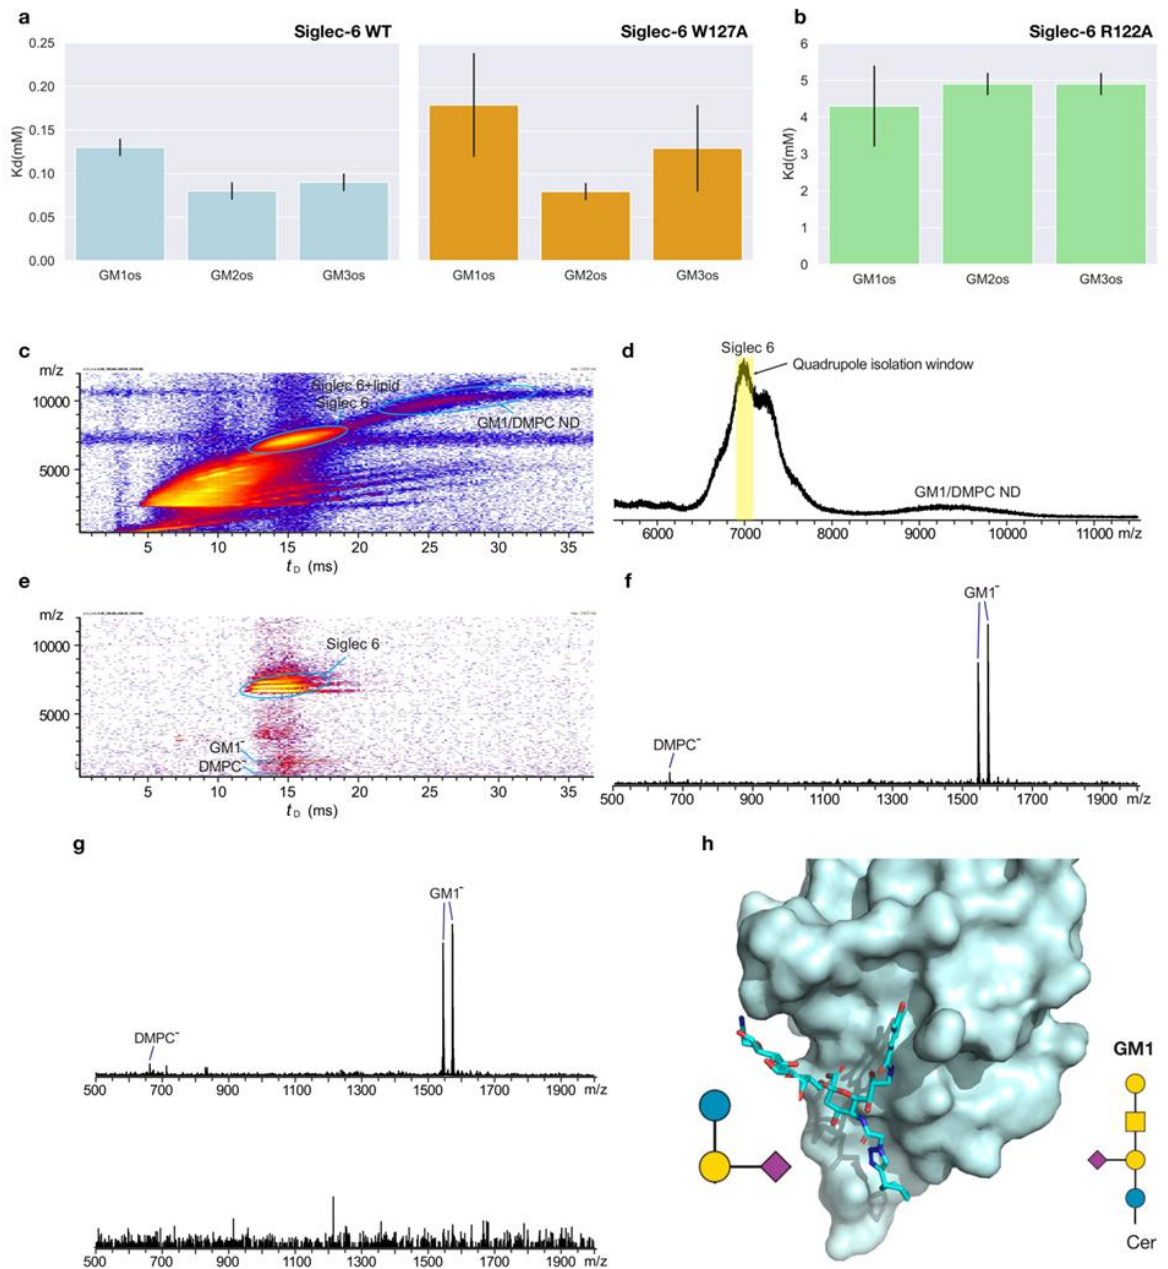 a
Siglec-6 WT
Siglec-6 W127A
b
Siglec-6 R122A
Kd(mM)
0.25
0.20
0.15
0.10
0.05
0.00
GM1os GM2os GM3os
GM1os GM2os GM3os
Kd(mM)
6
5
4
3
2
1
0
GM1os GM2os GM3os
c
m/z
10000
5000
Siglec 6+lipid
Siglec 6
GM1/DMPC ND
5 10 15 20 25 30 35
tD (ms)
d
Siglec 6
Quadrupole isolation window
GM1/DMPC ND
6000 7000 8000 9000 10000 11000 m/z
e
m/z
10000
5000
Siglec 6
GM1-
DMPC-
5 10 15 20 25 30 35
tD (ms)
f
GM1-
DMPC-
500 700 900 1100 1300 1500 1700 1900 m/z
g
GM1-
DMPC-
500 700 900 1100 1300 1500 1700 1900 m/z
500 700 900 1100 1300 1500 1700 1900 m/z
h
GM1
Cer